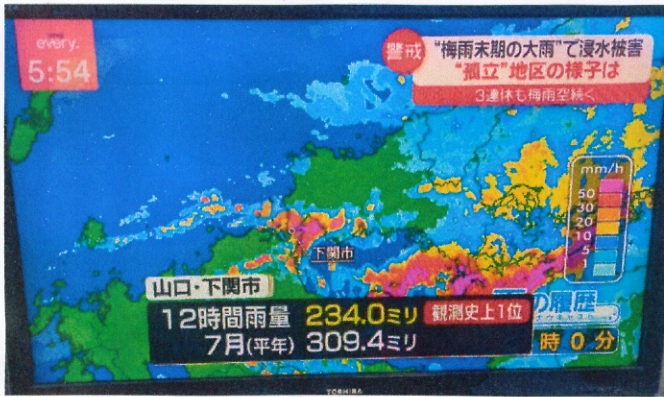 every.
5:54
警戒
"梅雨末期の大雨"で浸水被害
"孤立"地区の様子は
3連休も梅雨空続く
mm/h
50
30
20
10
5
1
下関市
山口・下関市
12時間雨量 234.0ミリ 観測史上1位
7月(平年) 309.4ミリ
の履歴
時0分
TOSHIBA